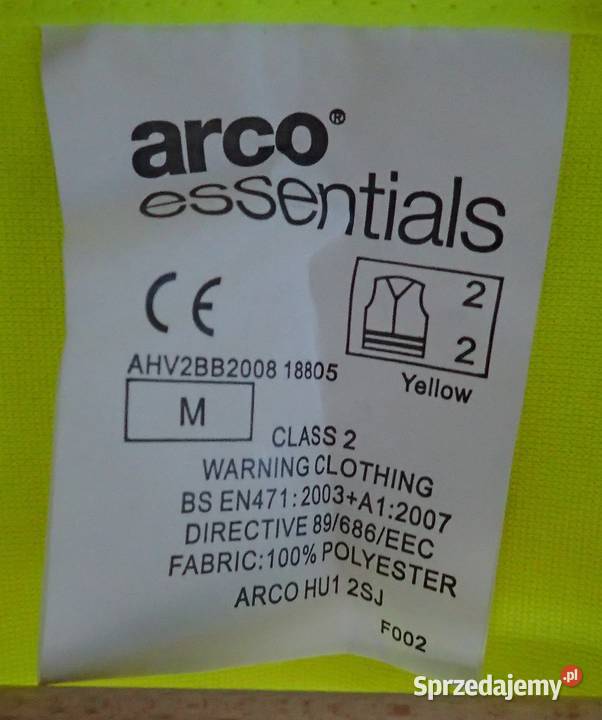 arco®
essentials
CE
2
2
AHV2BB2008 18805
Yellow
M
CLASS 2
WARNING CLOTHING
BS EN471:2003+A1:2007
DIRECTIVE 89/686/EEC
FABRIC:100% POLYESTER
ARCO HU1 2SJ
F002
Sprzedajemy.pl